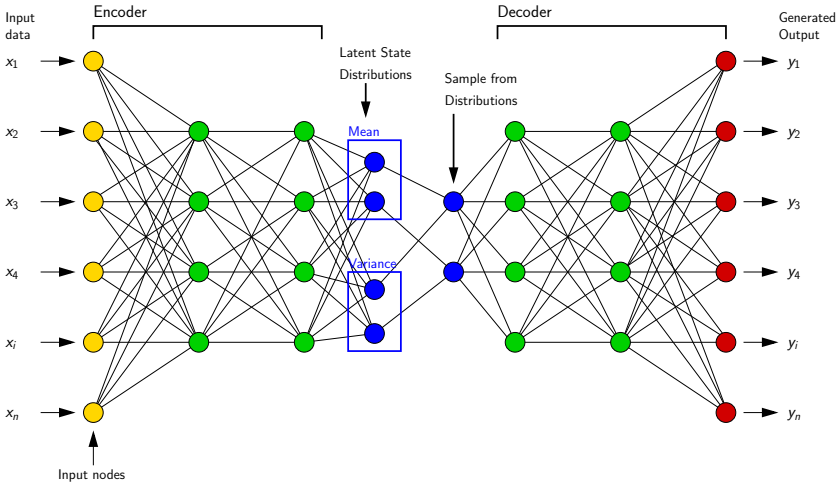 Input
data
Encoder
Decoder
Generated
Output
Latent State
Distributions
Sample from
Distributions
Mean
Variance
x1
x2
x3
x4
xi
xn
y1
y2
y3
y4
yi
yn
Input nodes